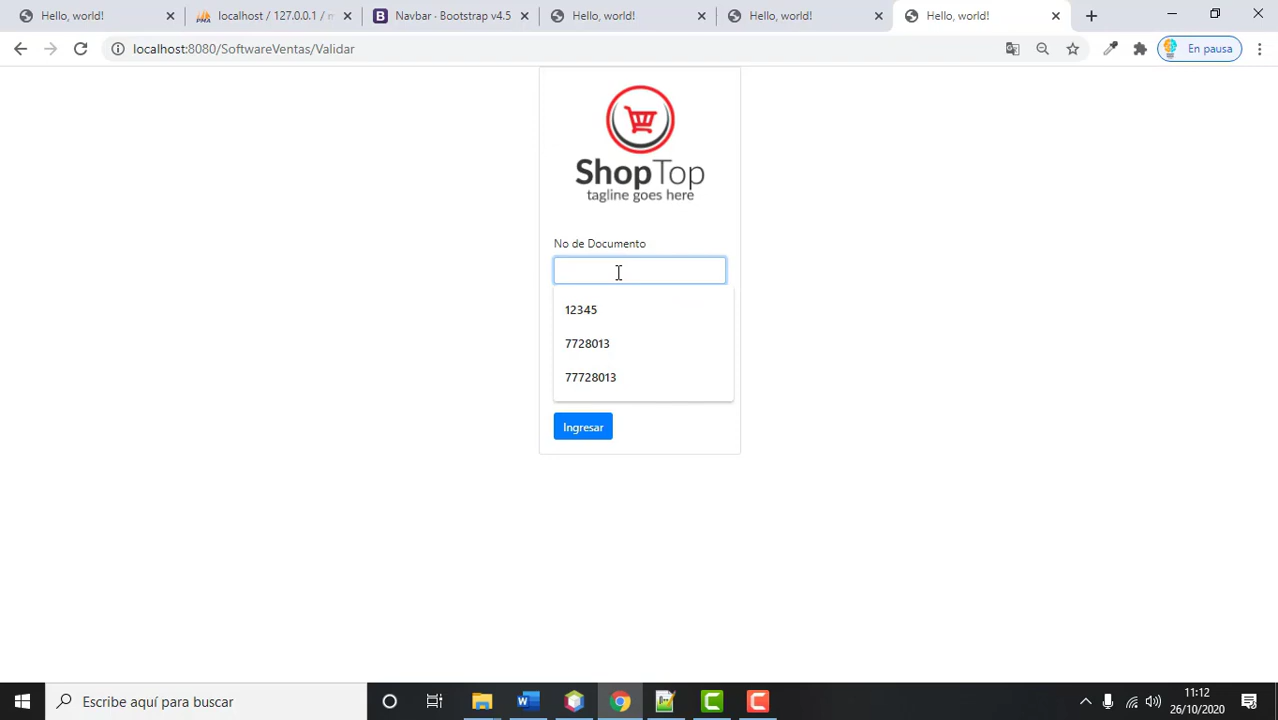 Hello, world!
localhost / 127.0.0.1 / m
Navbar · Bootstrap v4.5
Hello, world!
Hello, world!
Hello, world!
localhost:8080/SoftwareVentas/Validar
En pausa
ShopTop
tagline goes here
No de Documento
12345
7728013
77728013
Ingresar
Escribe aquí para buscar
11:12
26/10/2020